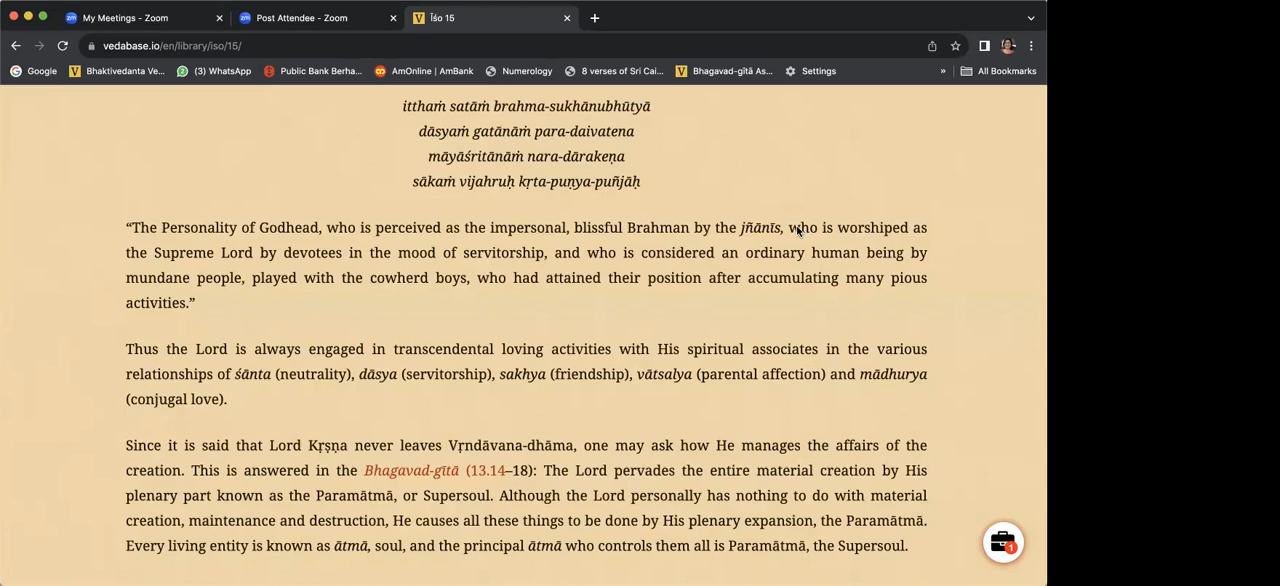 My Meetings - Zoom
Post Attendee - Zoom
Īśo 15
vedabase.io/en/library/iso/15/
Google
Bhaktivedanta Ve...
(3) WhatsApp
Public Bank Berha...
AmOnline | AmBank
Numerology
8 verses of Sri Cai...
Bhagavad-gītā As...
Settings
»
All Bookmarks
itthaṁ satāṁ brahma-sukhānubhūtyā
dāsyaṁ gatānāṁ para-daivatena
māyāśritānāṁ nara-dārakeṇa
sākaṁ vijahruḥ kṛta-puṇya-puñjāḥ
“The Personality of Godhead, who is perceived as the impersonal, blissful Brahman by the jñānīs, who is worshiped as
the Supreme Lord by devotees in the mood of servitorship, and who is considered an ordinary human being by
mundane people, played with the cowherd boys, who had attained their position after accumulating many pious
activities.”
Thus the Lord is always engaged in transcendental loving activities with His spiritual associates in the various
relationships of śānta (neutrality), dāsya (servitorship), sakhya (friendship), vātsalya (parental affection) and mādhurya
(conjugal love).
Since it is said that Lord Kṛṣṇa never leaves Vṛndāvana-dhāma, one may ask how He manages the affairs of the
creation. This is answered in the Bhagavad-gītā (13.14–18): The Lord pervades the entire material creation by His
plenary part known as the Paramātmā, or Supersoul. Although the Lord personally has nothing to do with material
creation, maintenance and destruction, He causes all these things to be done by His plenary expansion, the Paramātmā.
Every living entity is known as ātmā, soul, and the principal ātmā who controls them all is Paramātmā, the Supersoul.
1